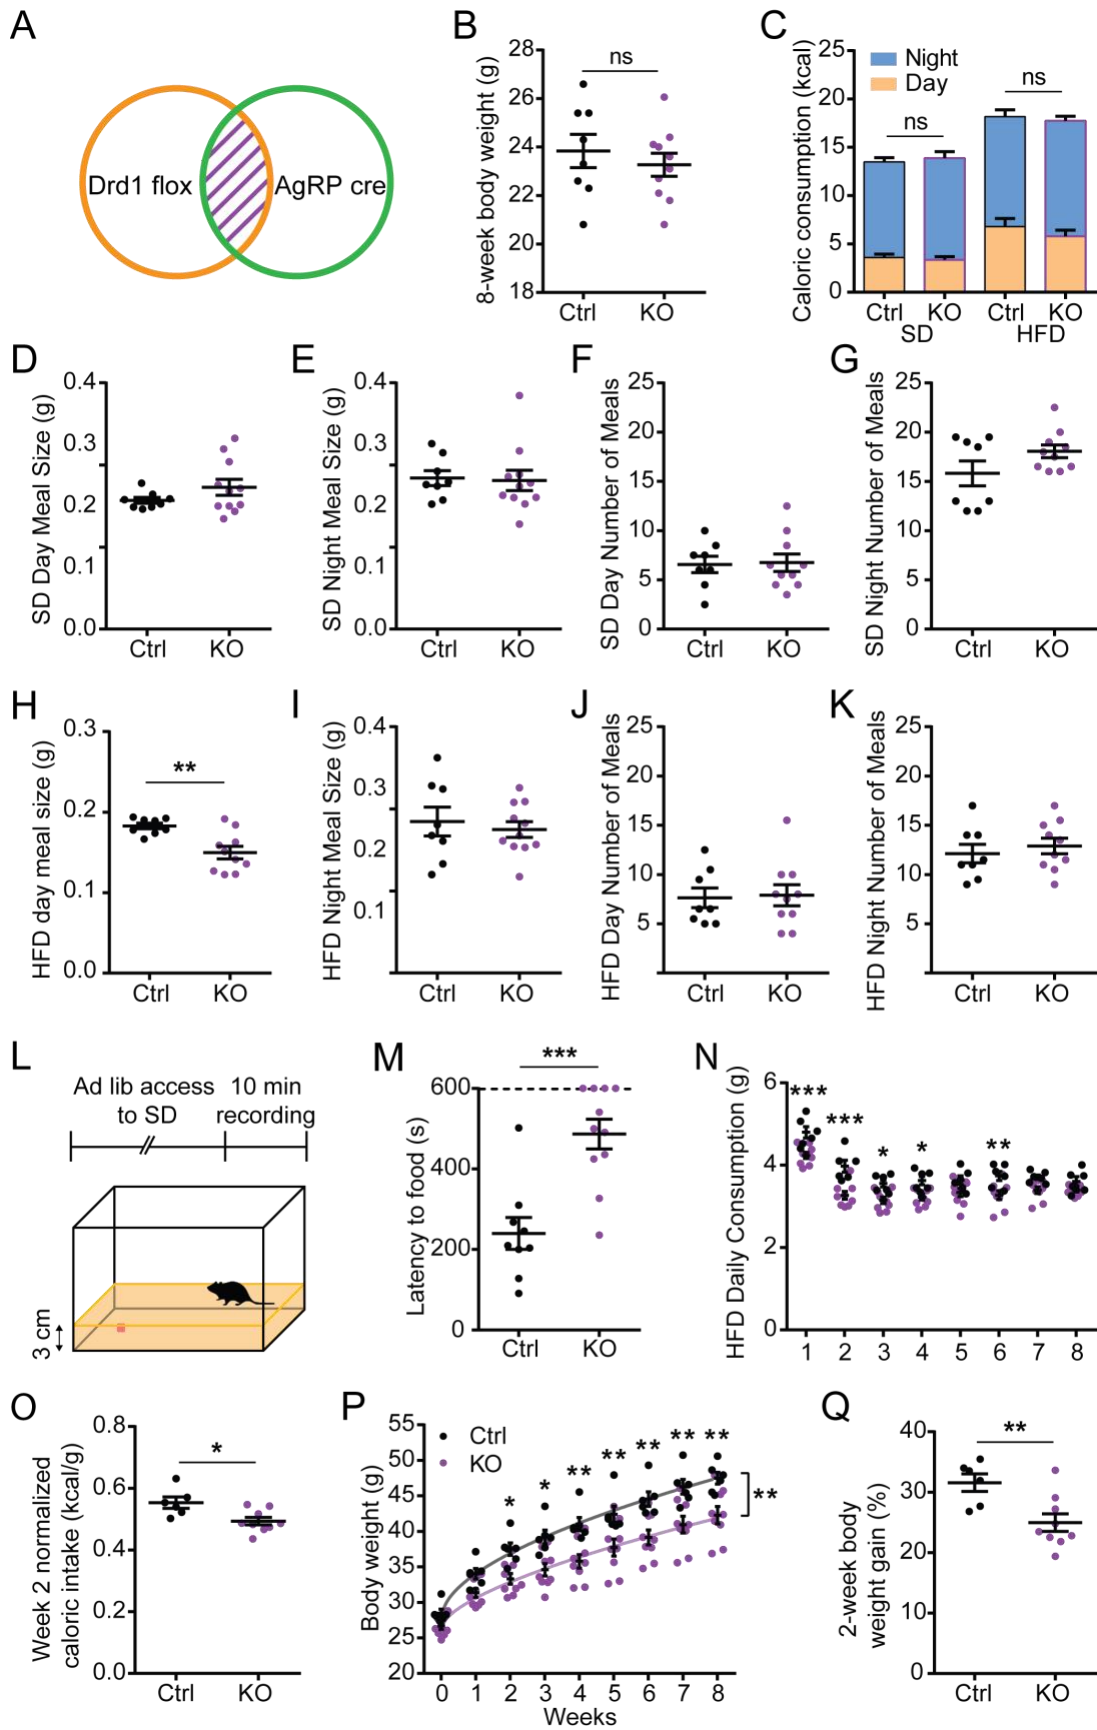 A
Drd1 flox
AgRP cre
B
8-week body weight (g)
28
26
24
22
20
18
ns
Ctrl
KO
C
Caloric consumption (kcal)
25
20
15
10
5
0
Night
Day
ns
ns
Ctrl KO Ctrl KO
SD HFD
D
SD Day Meal Size (g)
0.4
0.3
0.2
0.1
0.0
Ctrl KO
E
SD Night Meal Size (g)
0.4
0.3
0.2
0.1
0.0
Ctrl KO
F
SD Day Number of Meals
25
20
15
10
5
0
Ctrl KO
G
SD Night Number of Meals
25
20
15
10
5
0
Ctrl KO
H
HFD day meal size (g)
0.3
0.2
0.1
0.0
**
Ctrl KO
I
HFD Night Meal Size (g)
0.4
0.3
0.2
0.1
Ctrl KO
J
HFD Day Number of Meals
25
20
15
10
5
Ctrl KO
K
HFD Night Number of Meals
25
20
15
10
5
Ctrl KO
L
Ad lib access
to SD
10 min
recording
3 cm
M
Latency to food (s)
600
400
200
0
***
Ctrl KO
N
HFD Daily Consumption (g)
6
4
2
0
***
***
*
*
**
1 2 3 4 5 6 7 8
O
Week 2 normalized
caloric intake (kcal/g)
0.8
0.6
0.4
0.2
0.0
*
Ctrl KO
P
Body weight (g)
55
50
45
40
35
30
25
20
Ctrl
KO
* * ** ** ** ** **
**
0 1 2 3 4 5 6 7 8
Weeks
Q
2-week body
weight gain (%)
40
30
20
10
0
**
Ctrl KO